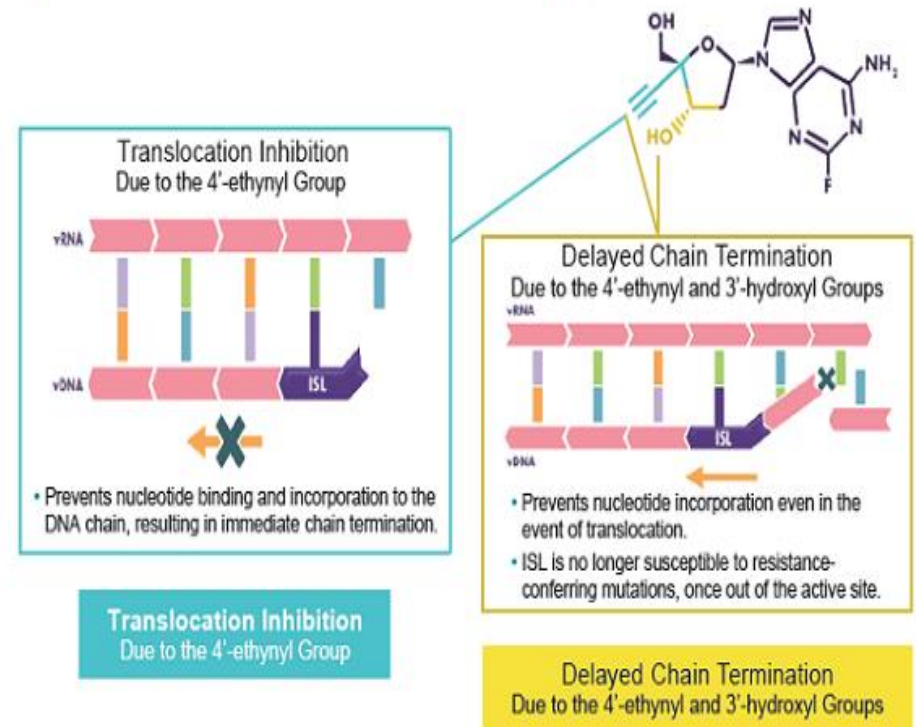 OH
O
N
N
NH₂
HO
N
N
F
Translocation Inhibition
Due to the 4'-ethynyl Group
vRNA
vDNA
ISL
• Prevents nucleotide binding and incorporation to the
DNA chain, resulting in immediate chain termination.
Translocation Inhibition
Due to the 4'-ethynyl Group
Delayed Chain Termination
Due to the 4'-ethynyl and 3'-hydroxyl Groups
vRNA
ISL
vDNA
• Prevents nucleotide incorporation even in the
event of translocation.
• ISL is no longer susceptible to resistance-
conferring mutations, once out of the active site.
Delayed Chain Termination
Due to the 4'-ethynyl and 3'-hydroxyl Groups